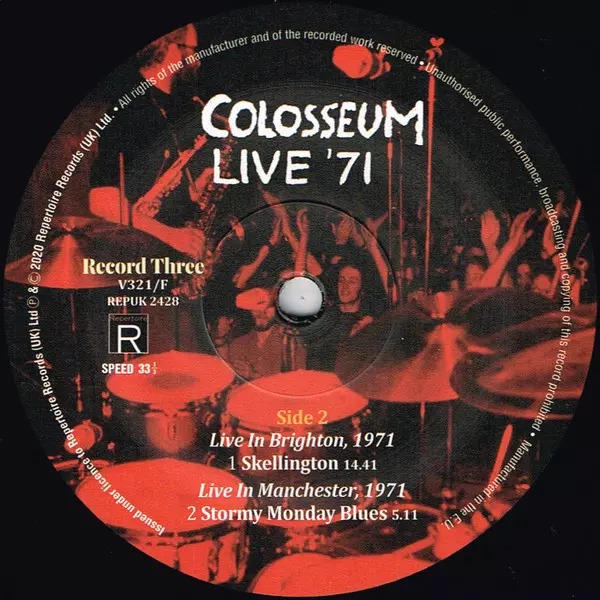 COLOSSEUM
LIVE '71
Record Three
V321/F
REPUK 2428
Repertoire
R
SPEED 33 1/3
Side 2
Live In Brighton, 1971
1 Skellington 14.41
Live In Manchester, 1971
2 Stormy Monday Blues 5.11
Issued under licence to Repertoire Records (UK) Ltd ℗ & © 2020 Repertoire Records (UK) Ltd. • All rights of the manufacturer and of the recorded work reserved • Unauthorised public performance, broadcasting and copying of this record prohibited • Manufactured in the E.U.